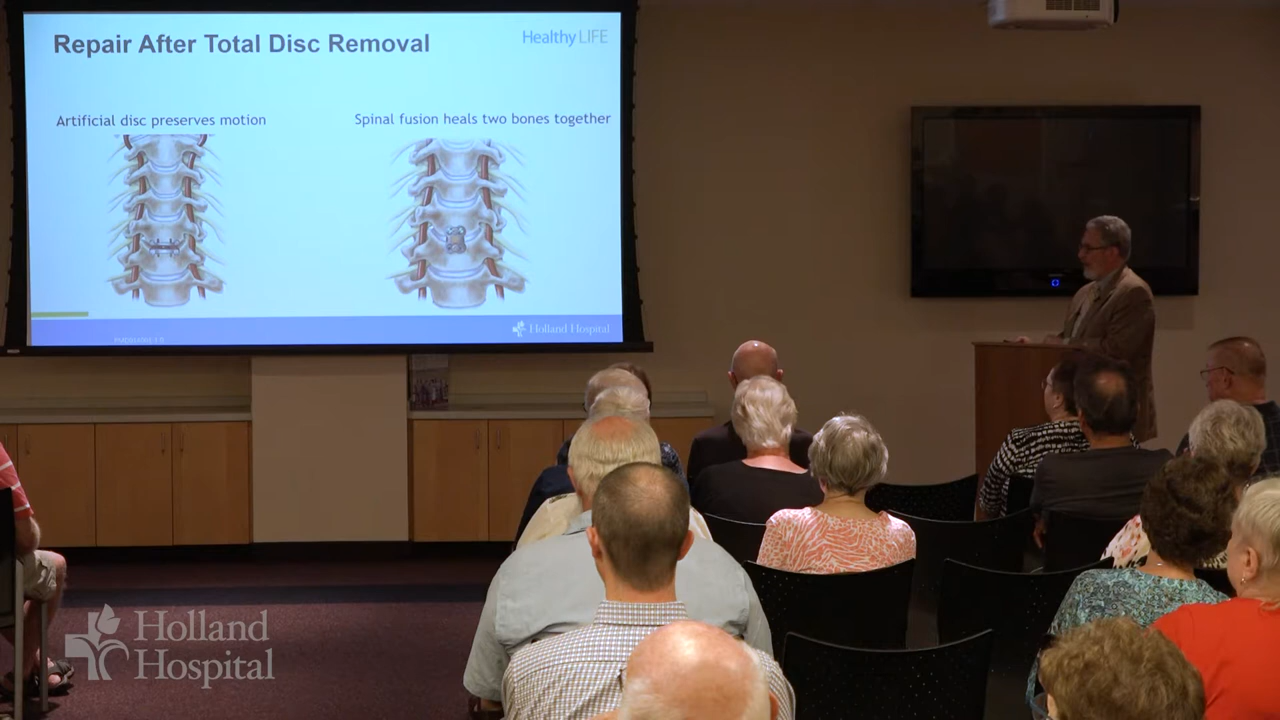 Repair After Total Disc Removal
HealthyLIFE
Artificial disc preserves motion
Spinal fusion heals two bones together
Holland Hospital
Holland
Hospital